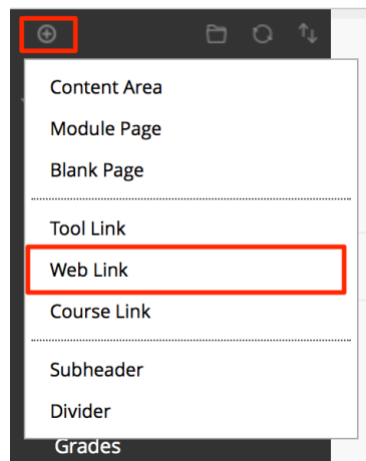 Content Area
Module Page
Blank Page
Tool Link
Web Link
Course Link
Subheader
Divider
Grades